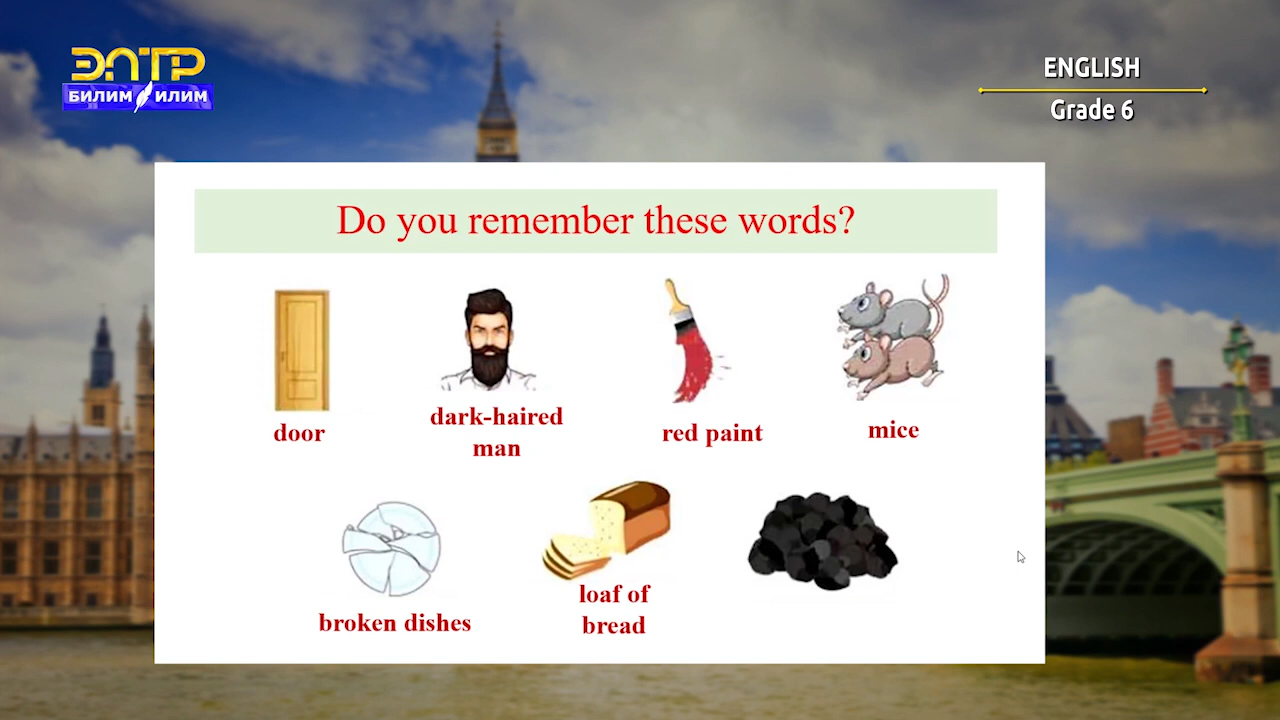 ЭЛТР
БИЛИМ ИЛИМ
ENGLISH
Grade 6
Do you remember these words?
door
dark-haired
man
red paint
mice
broken dishes
loaf of
bread